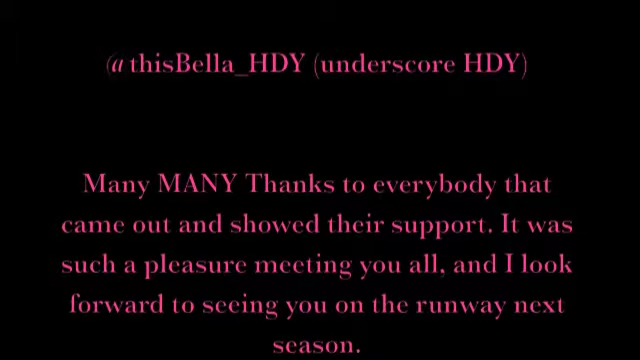 @thisBella_HDY (underscore HDY)
Many MANY Thanks to everybody that
came out and showed their support. It was
such a pleasure meeting you all, and I look
forward to seeing you on the runway next
season.